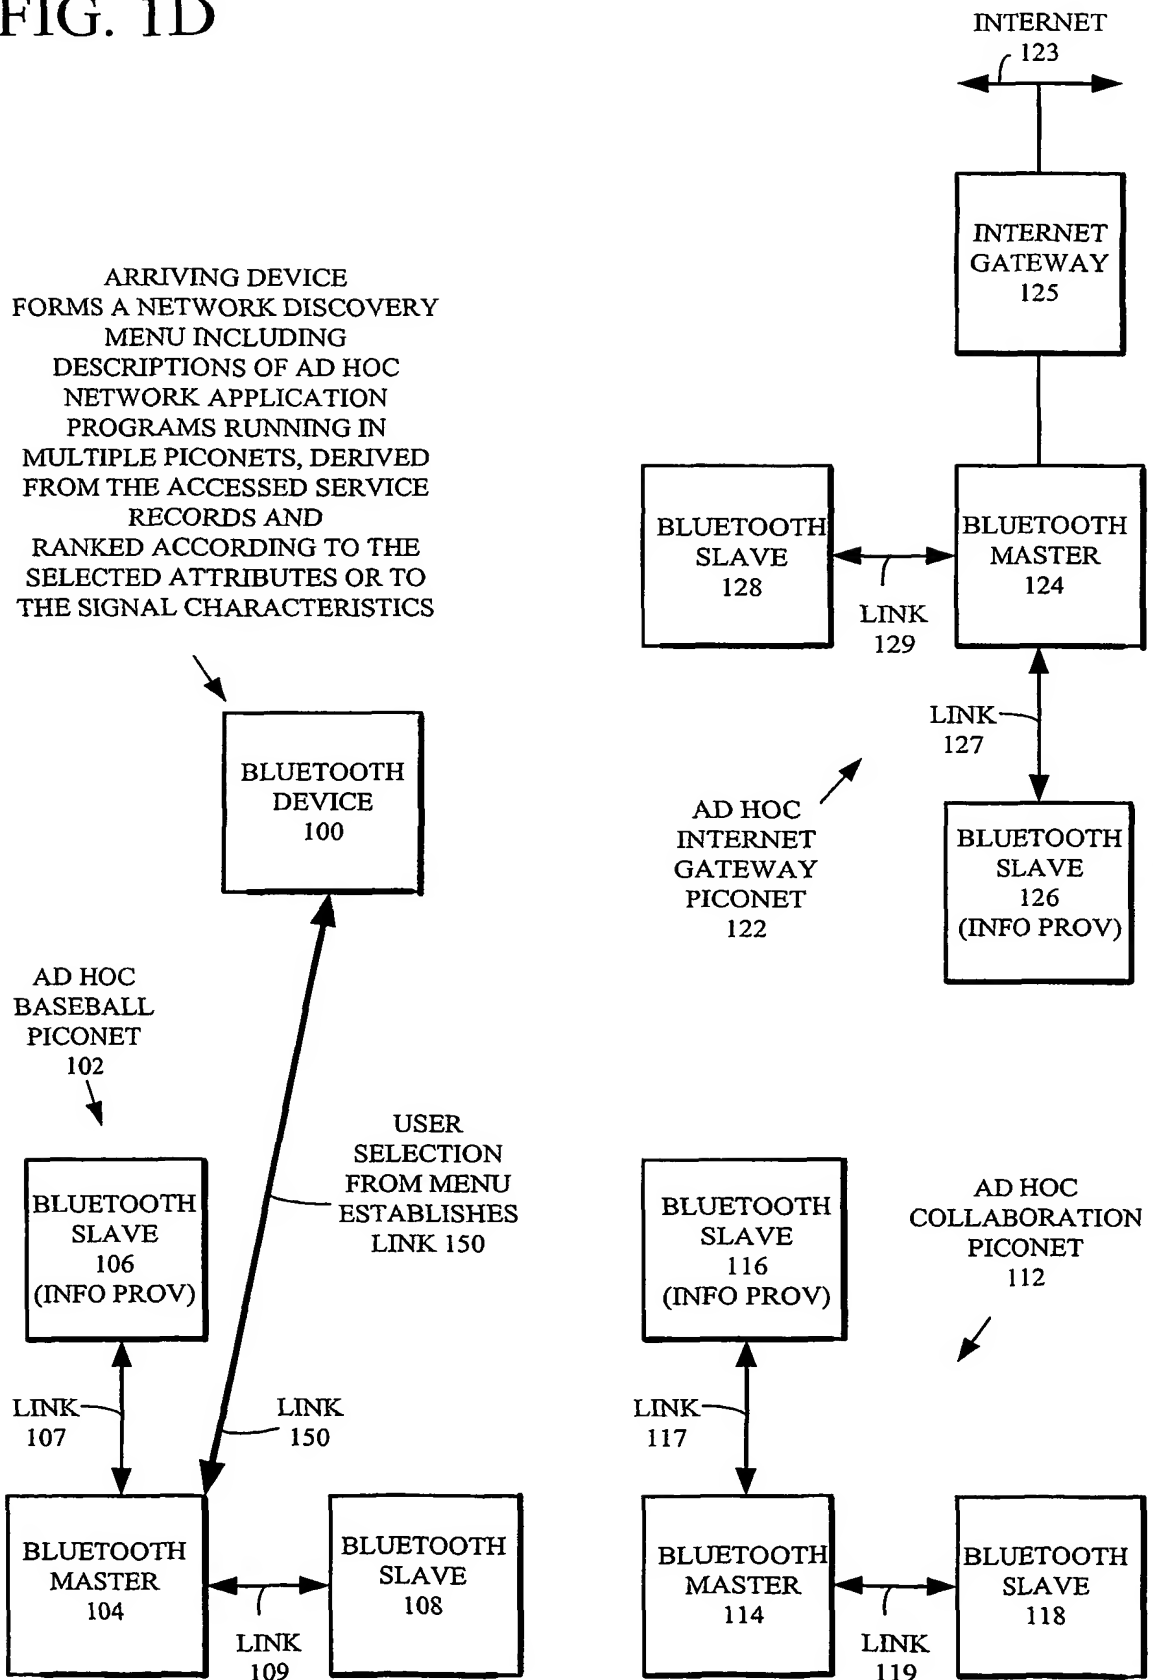 FIG. 1D
INTERNET
123
INTERNET
GATEWAY
125
ARRIVING DEVICE
FORMS A NETWORK DISCOVERY
MENU INCLUDING
DESCRIPTIONS OF AD HOC
NETWORK APPLICATION
PROGRAMS RUNNING IN
MULTIPLE PICONETS, DERIVED
FROM THE ACCESSED SERVICE
RECORDS AND
RANKED ACCORDING TO THE
SELECTED ATTRIBUTES OR TO
THE SIGNAL CHARACTERISTICS
BLUETOOTH
SLAVE
128
LINK
129
BLUETOOTH
MASTER
124
LINK
127
BLUETOOTH
DEVICE
100
AD HOC
INTERNET
GATEWAY
PICONET
122
BLUETOOTH
SLAVE
126
(INFO PROV)
AD HOC
BASEBALL
PICONET
102
USER
SELECTION
FROM MENU
ESTABLISHES
LINK 150
BLUETOOTH
SLAVE
106
(INFO PROV)
LINK
107
LINK
150
BLUETOOTH
MASTER
104
LINK
109
BLUETOOTH
SLAVE
108
BLUETOOTH
SLAVE
116
(INFO PROV)
AD HOC
COLLABORATION
PICONET
112
LINK
117
BLUETOOTH
MASTER
114
LINK
119
BLUETOOTH
SLAVE
118